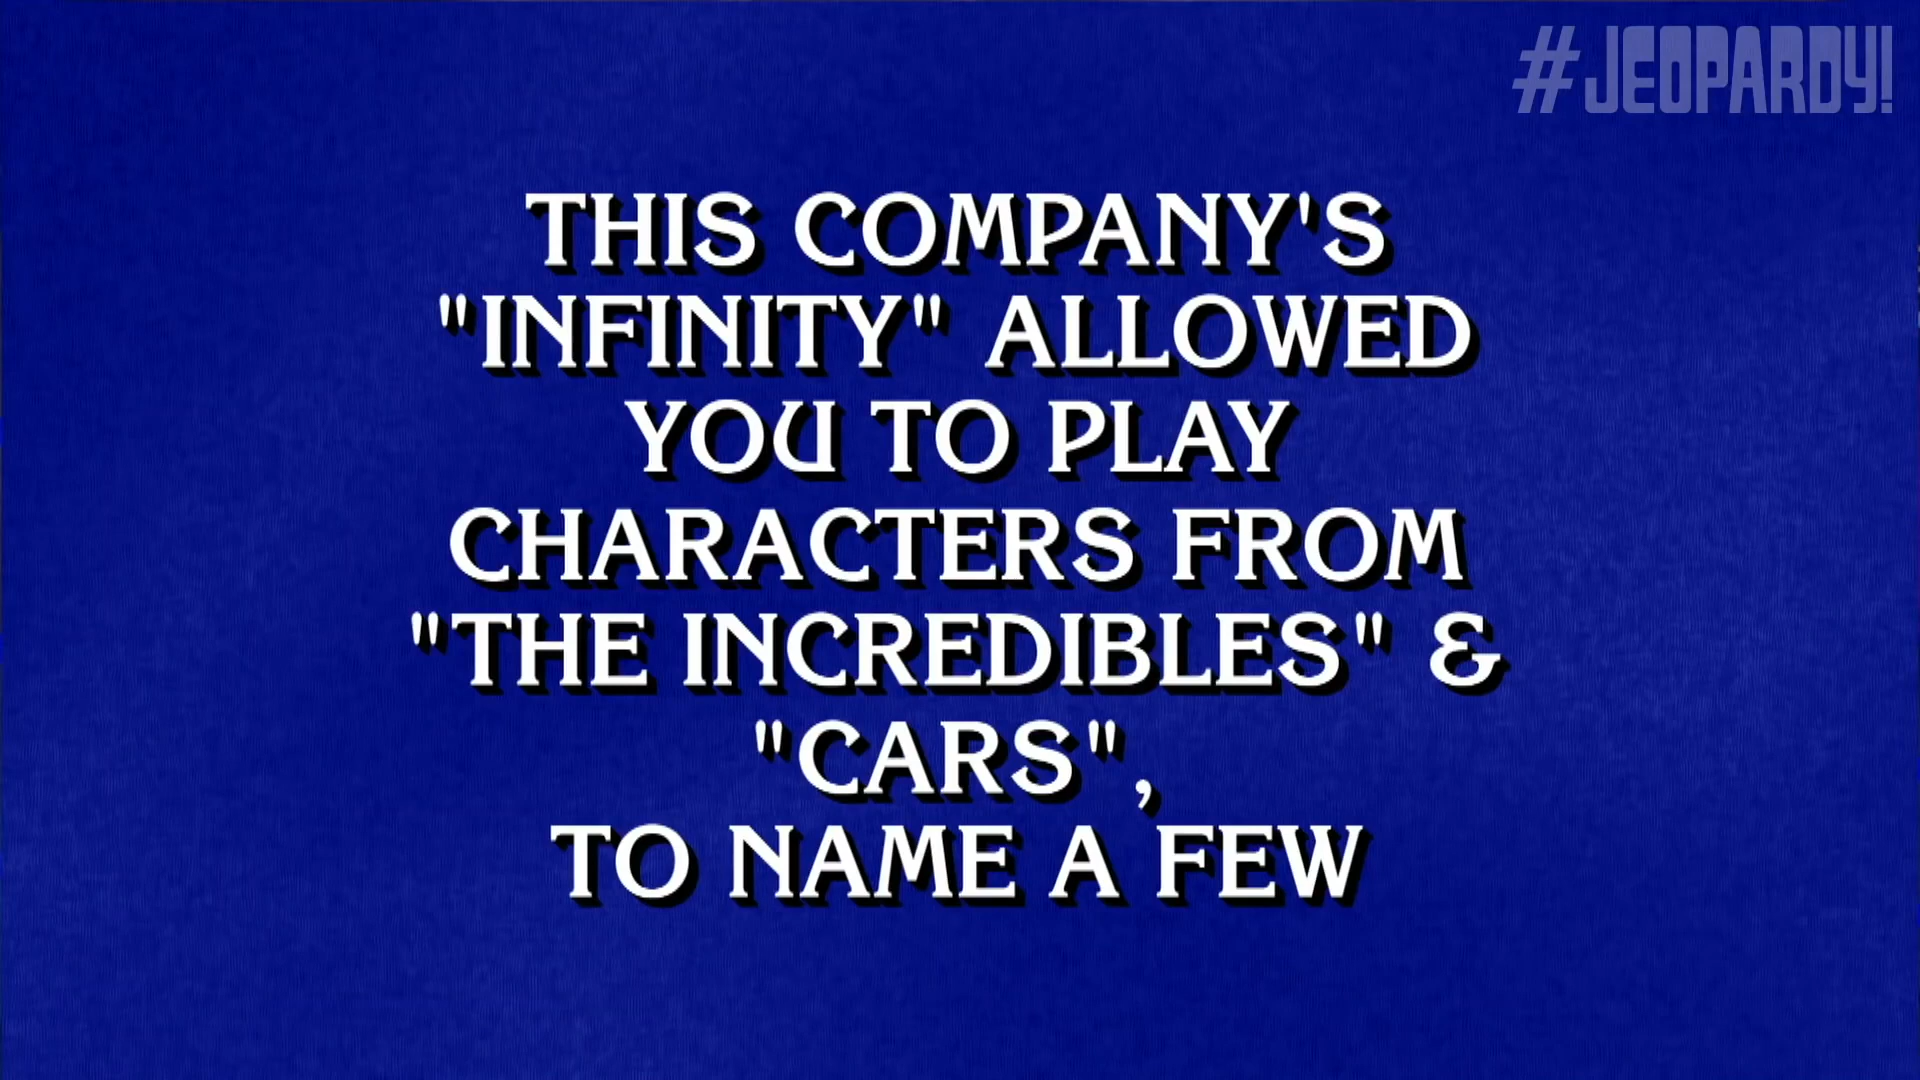 #JEOPARDY!
THIS COMPANY'S
"INFINITY" ALLOWED
YOU TO PLAY
CHARACTERS FROM
"THE INCREDIBLES" &
"CARS",
TO NAME A FEW